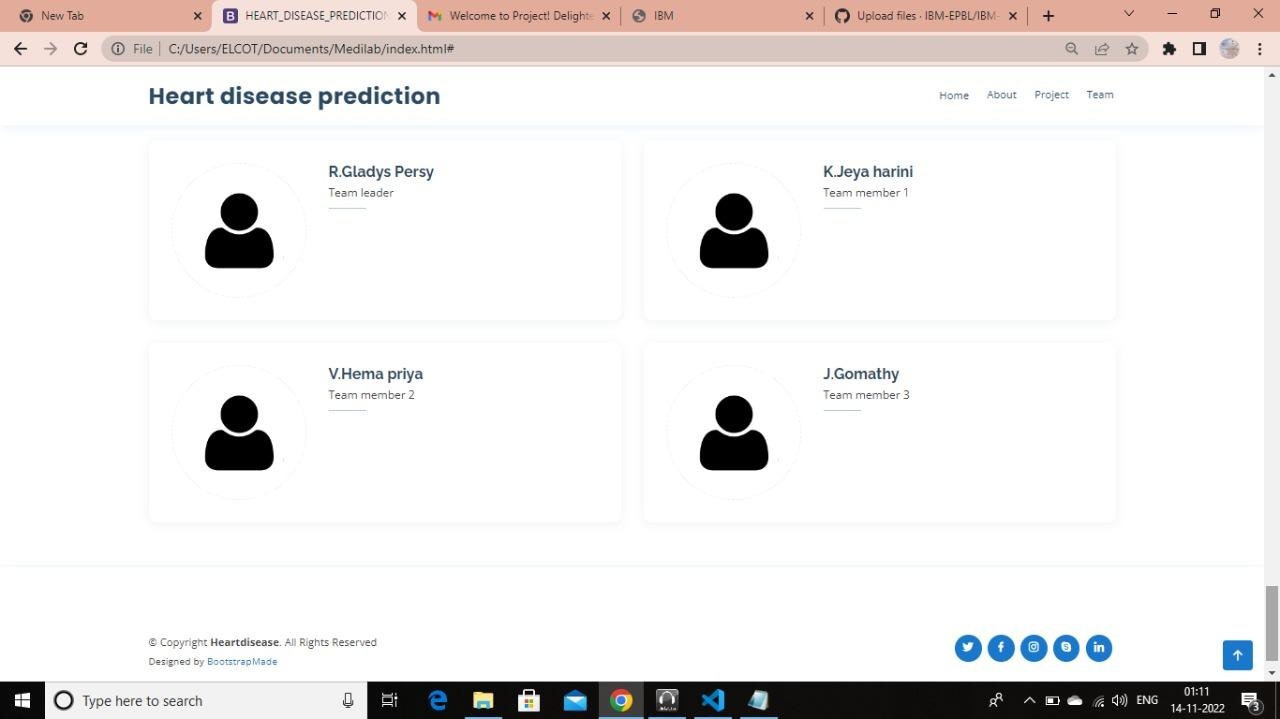 New Tab
HEART_DISEASE_PREDICTION
Welcome to Project! Delighte
IBM
Upload files · IBM-EPBL/IBM-
File
C:/Users/ELCOT/Documents/Medilab/index.html#
Heart disease prediction
Home
About
Project
Team
R.Gladys Persy
Team leader
K.Jeya harini
Team member 1
V.Hema priya
Team member 2
J.Gomathy
Team member 3
© Copyright Heartdisease. All Rights Reserved
Designed by BootstrapMade
Type here to search
ENG
01:11
14-11-2022
3